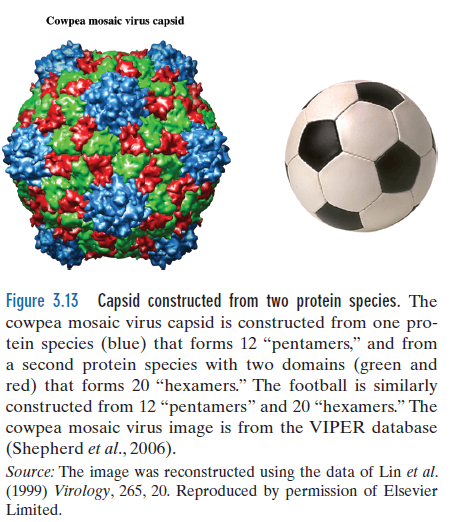 Cowpea mosaic virus capsid
Figure 3.13 Capsid constructed from two protein species. The
cowpea mosaic virus capsid is constructed from one pro-
tein species (blue) that forms 12 “pentamers,” and from
a second protein species with two domains (green and
red) that forms 20 “hexamers.” The football is similarly
constructed from 12 “pentamers” and 20 “hexamers.” The
cowpea mosaic virus image is from the VIPER database
(Shepherd et al., 2006).
Source: The image was reconstructed using the data of Lin et al.
(1999) Virology, 265, 20. Reproduced by permission of Elsevier
Limited.